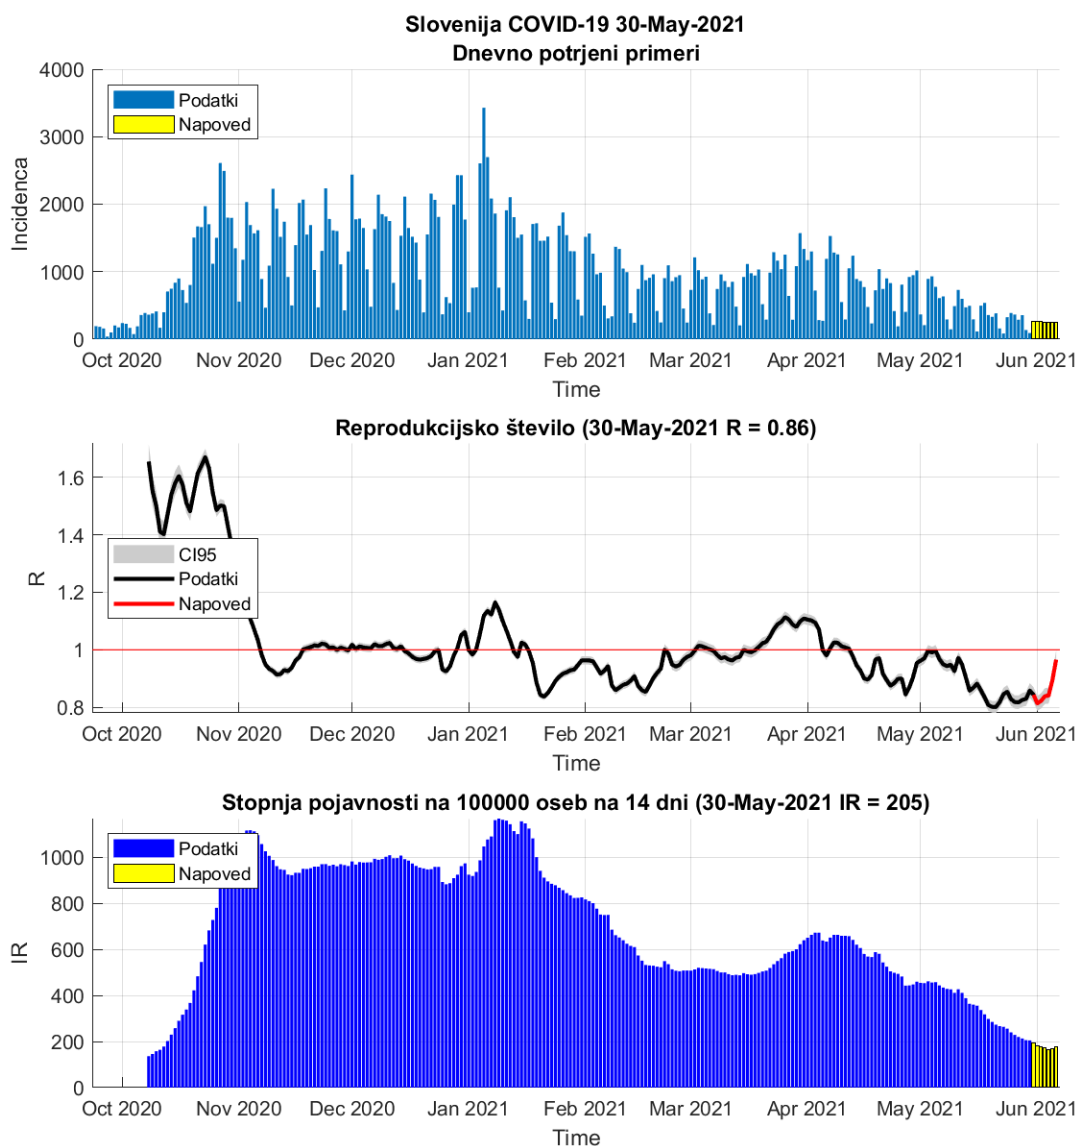 Slovenija COVID-19 30-May-2021
Dnevno potrjeni primeri
4000
3000
2000
1000
0
Incidenca
Podatki
Napoved
Oct 2020 Nov 2020 Dec 2020 Jan 2021 Feb 2021 Mar 2021 Apr 2021 May 2021 Jun 2021
Time
Reprodukcijsko število (30-May-2021 R = 0.86)
1.6
1.4
1.2
1
0.8
R
CI95
Podatki
Napoved
Oct 2020 Nov 2020 Dec 2020 Jan 2021 Feb 2021 Mar 2021 Apr 2021 May 2021 Jun 2021
Time
Stopnja pojavnosti na 100000 oseb na 14 dni (30-May-2021 IR = 205)
1000
800
600
400
200
0
IR
Podatki
Napoved
Oct 2020 Nov 2020 Dec 2020 Jan 2021 Feb 2021 Mar 2021 Apr 2021 May 2021 Jun 2021
Time